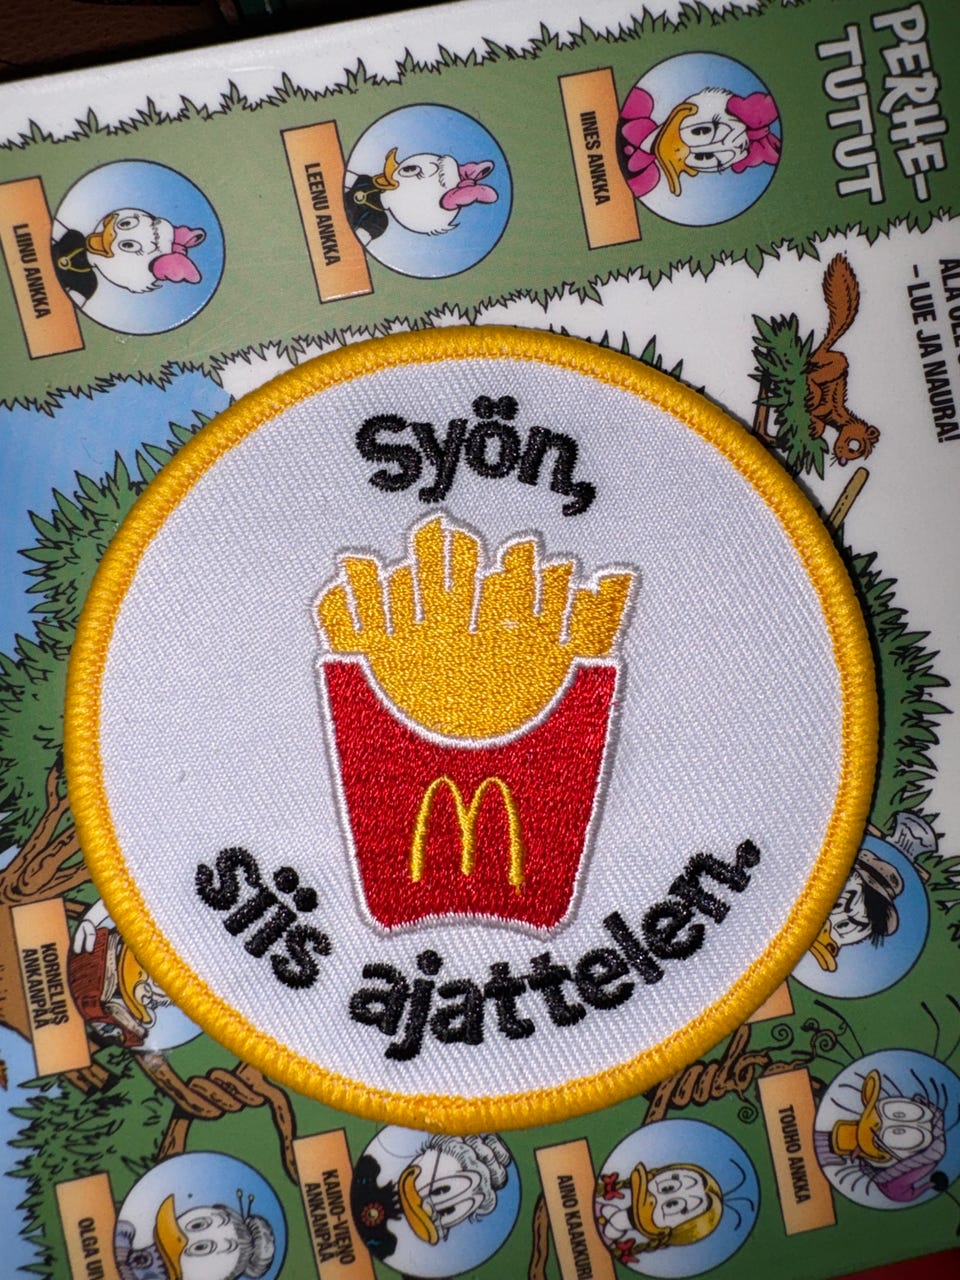 PERHE-
TUTUT
IINES ANKKA
LEENU ANKKA
LIINU ANKKA
– LUE JA NAURA!
Syön,
siis ajattelen.
KORNELIUS
ANKANPÄÄ
TOUHO ANKKA
AINO KAAKKURI
KAINO-VIENO
ANKANPÄÄ
OLGA